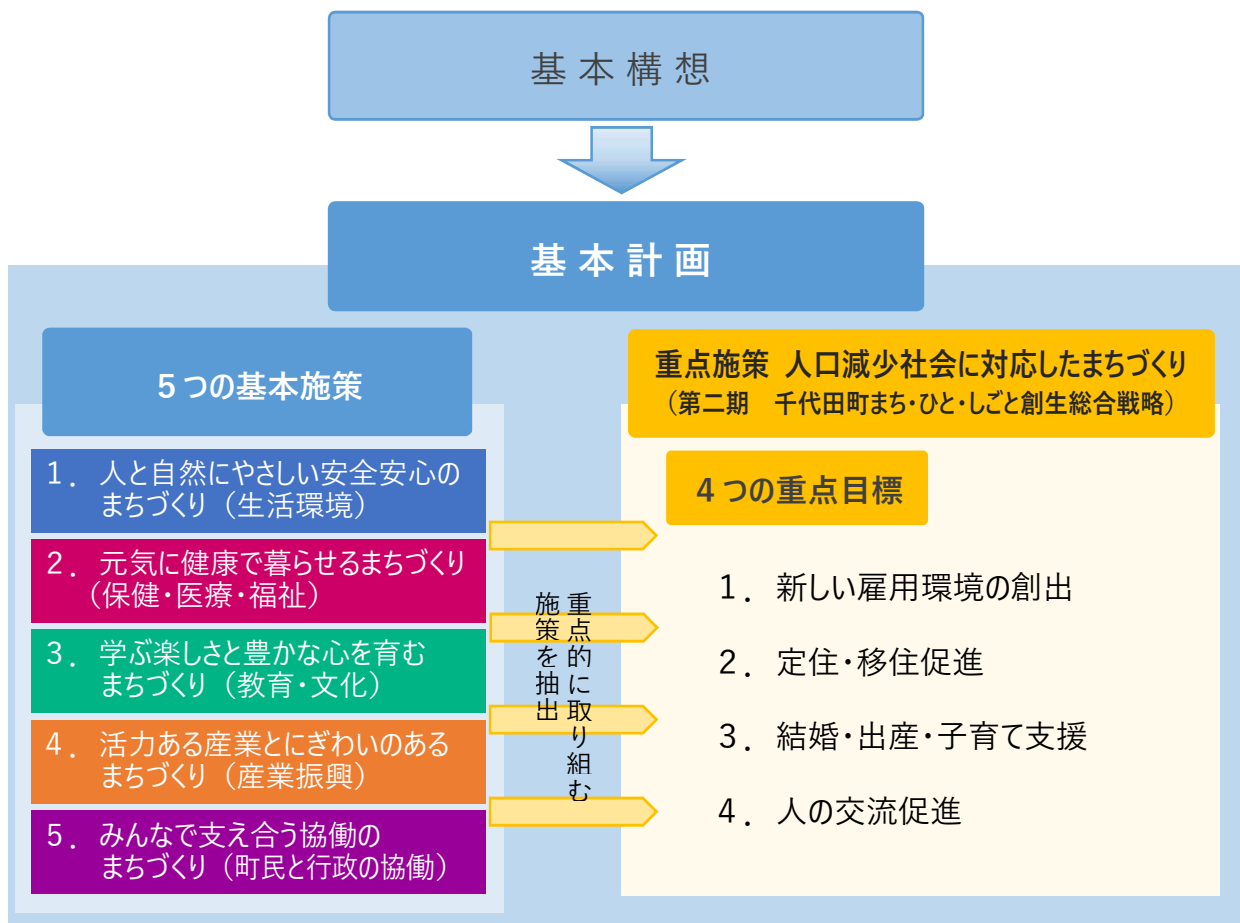 基本構想
基本計画
5つの基本施策
1．人と自然にやさしい安全安心の
まちづくり（生活環境）
2．元気に健康で暮らせるまちづくり
（保健・医療・福祉）
3．学ぶ楽しさと豊かな心を育む
まちづくり（教育・文化）
4．活力ある産業とにぎわいのある
まちづくり（産業振興）
5．みんなで支え合う協働の
まちづくり（町民と行政の協働）
重点的に取り組む
施策を抽出
重点施策 人口減少社会に対応したまちづくり
（第二期　千代田町まち・ひと・しごと創生総合戦略）
4つの重点目標
1．新しい雇用環境の創出
2．定住・移住促進
3．結婚・出産・子育て支援
4．人の交流促進